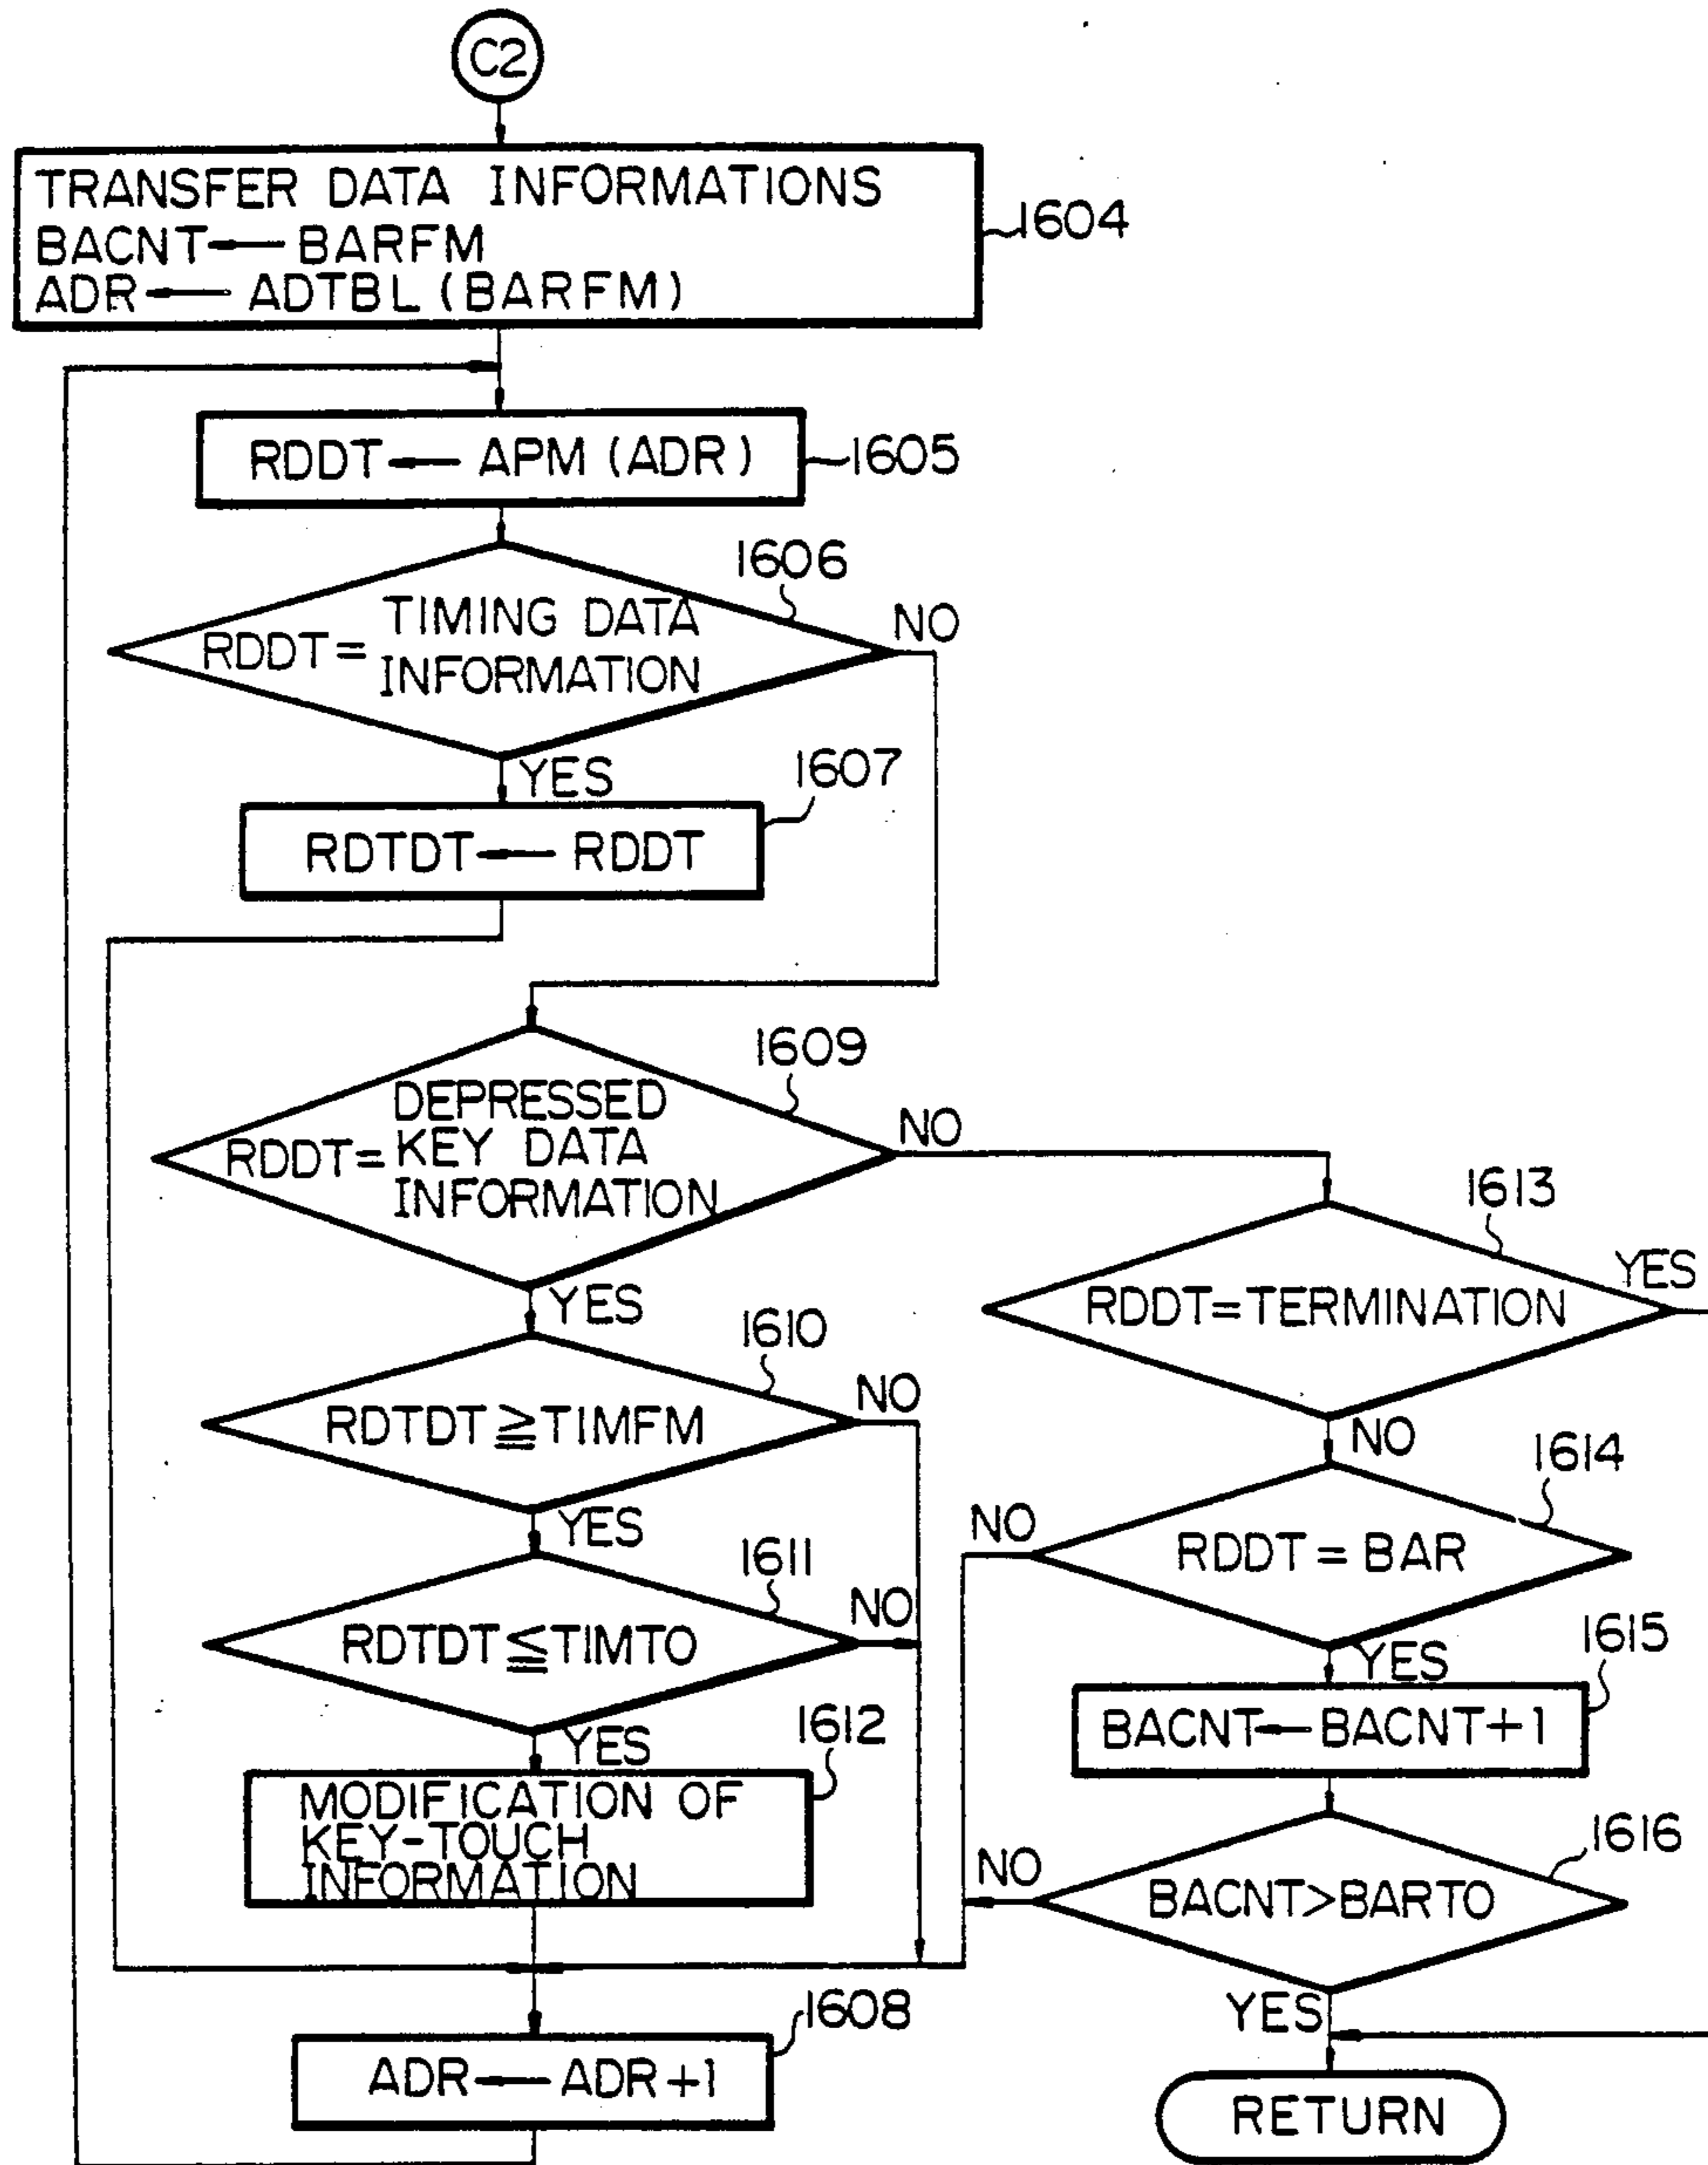 C2
TRANSFER DATA INFORMATIONS
BACNT ← BARFM
ADR ← ADTBL (BARFM)
1604
RDDT ← APM (ADR)
1605
1606
RDDT = TIMING DATA
INFORMATION
NO
YES
1607
RDTDT ← RDDT
1609
DEPRESSED
RDDT = KEY DATA
INFORMATION
NO
YES
1613
RDDT = TERMINATION
YES
NO
1610
RDTDT ≧ TIMFM
NO
YES
1614
RDDT = BAR
NO
YES
1611
RDTDT ≦ TIMTO
NO
YES
1615
BACNT ← BACNT+1
1612
MODIFICATION OF
KEY-TOUCH
INFORMATION
1616
BACNT > BARTO
NO
YES
1608
ADR ← ADR+1
RETURN